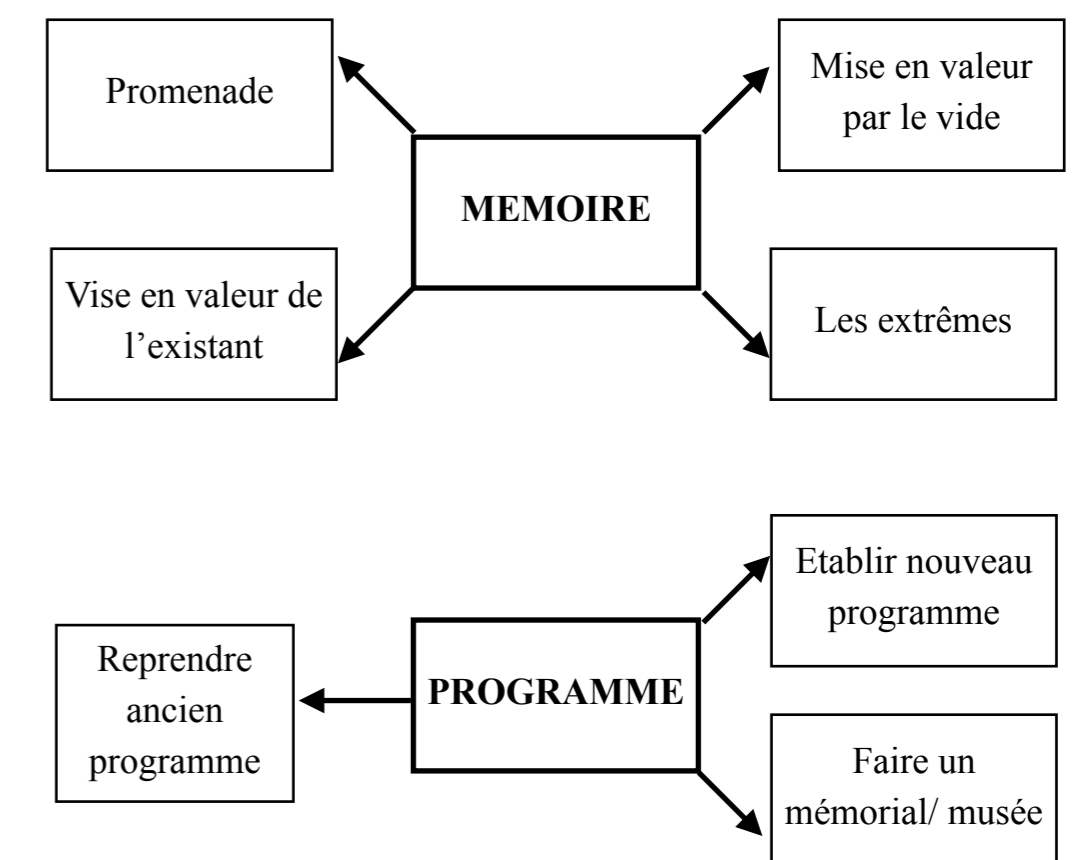 Promenade
Mise en valeur
par le vide
MEMOIRE
Vise en valeur de
l’existant
Les extrêmes
Etablir nouveau
programme
Reprendre
ancien
programme
PROGRAMME
Faire un
mémorial/ musée